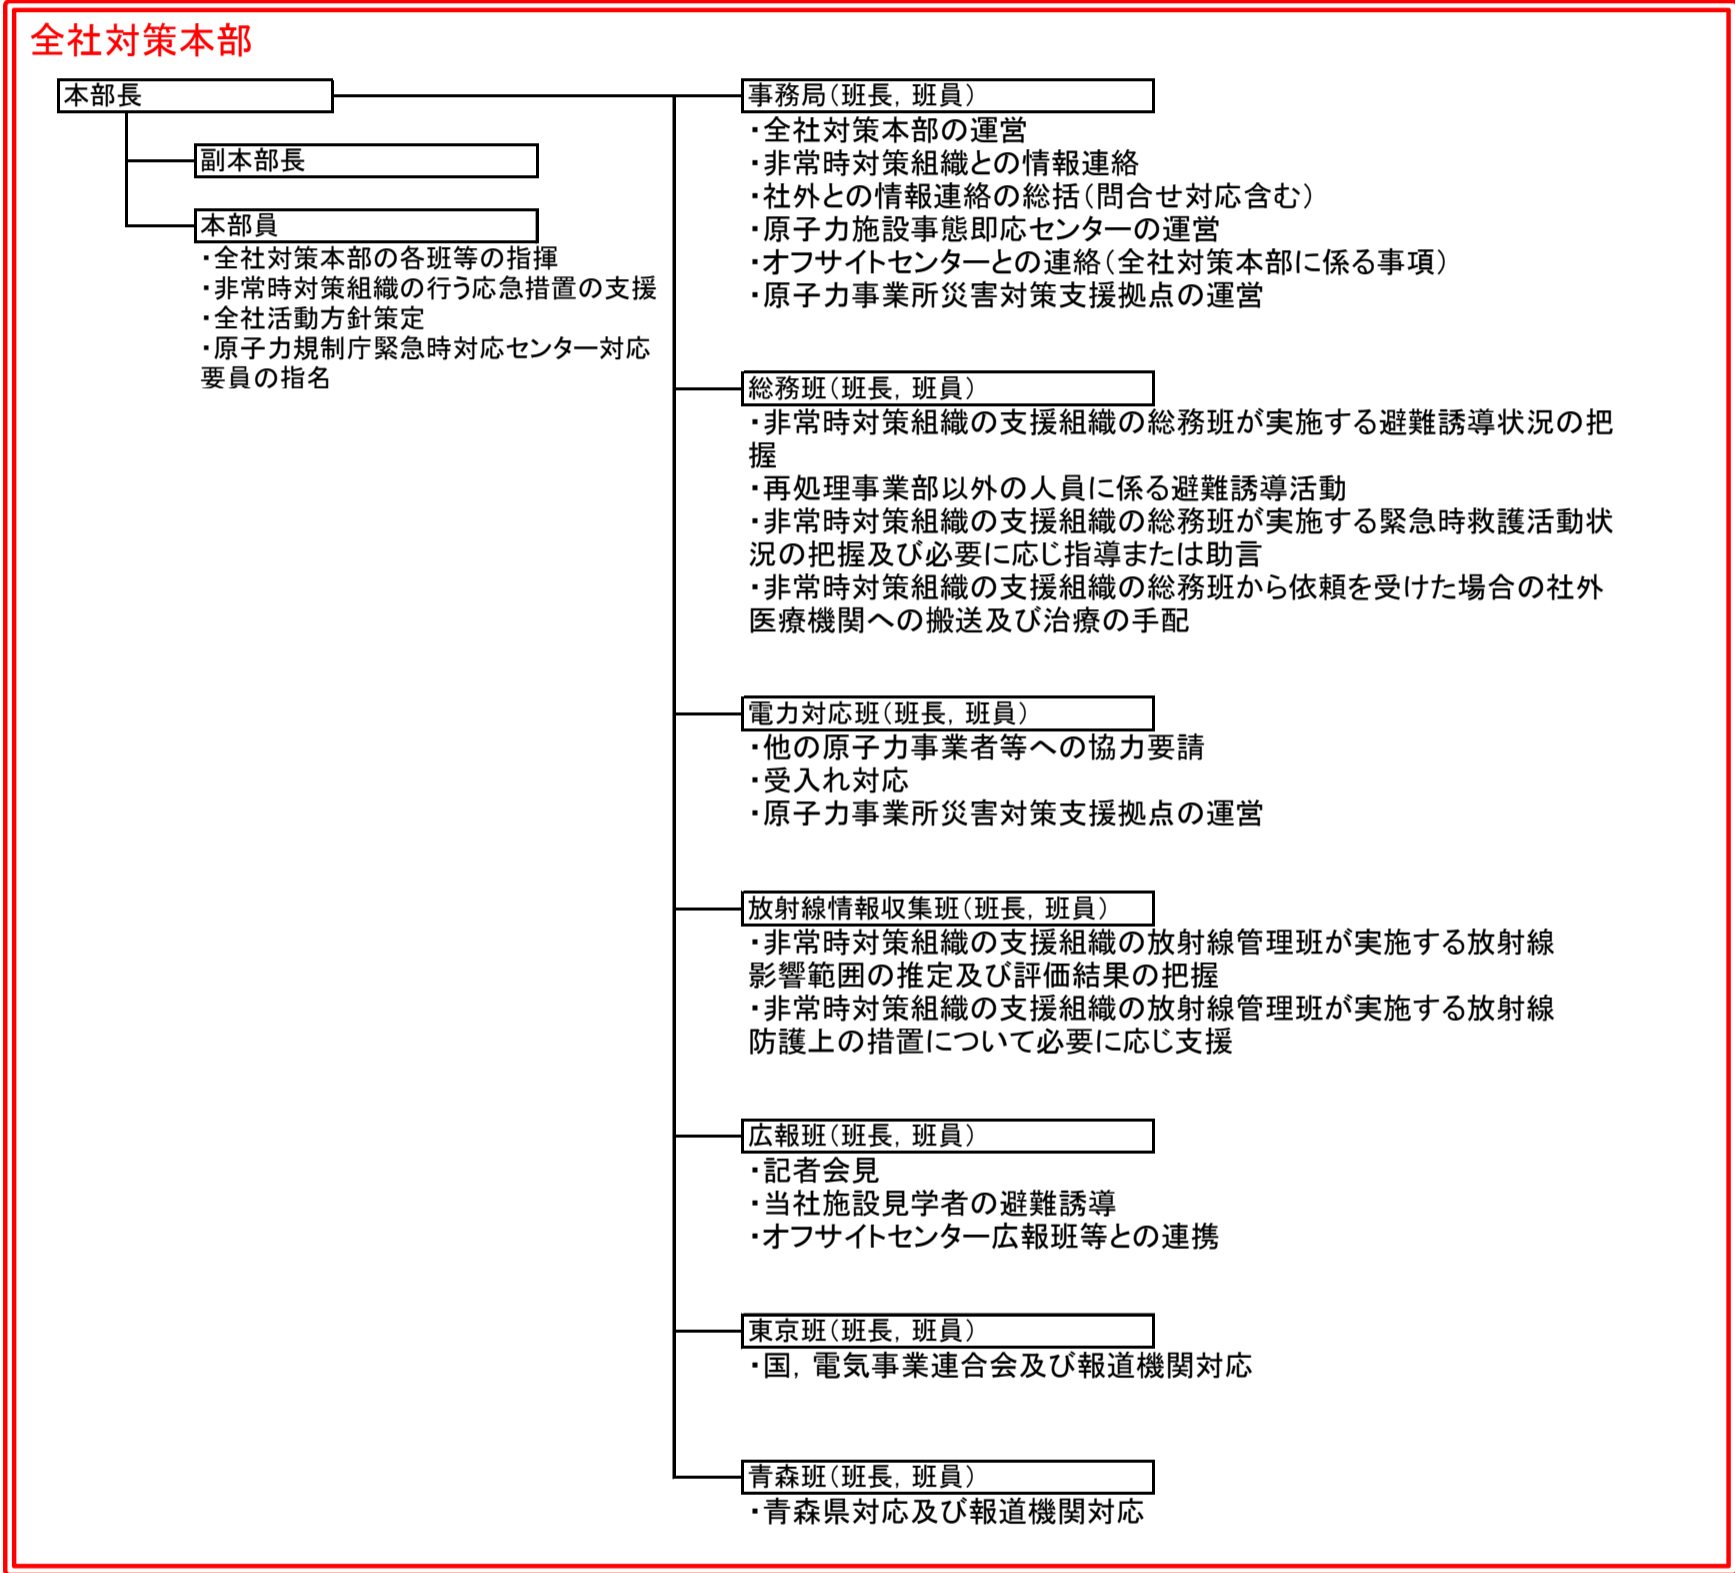 全社対策本部
本部長
副本部長
本部員
・全社対策本部の各班等の指揮
・非常時対策組織の行う応急措置の支援
・全社活動方針策定
・原子力規制庁緊急時対応センター対応
要員の指名
事務局（班長，班員）
・全社対策本部の運営
・非常時対策組織との情報連絡
・社外との情報連絡の総括（問合せ対応含む）
・原子力施設事態即応センターの運営
・オフサイトセンターとの連絡（全社対策本部に係る事項）
・原子力事業所災害対策支援拠点の運営
総務班（班長，班員）
・非常時対策組織の支援組織の総務班が実施する避難誘導状況の把
握
・再処理事業部以外の人員に係る避難誘導活動
・非常時対策組織の支援組織の総務班が実施する緊急時救護活動状
況の把握及び必要に応じ指導または助言
・非常時対策組織の支援組織の総務班から依頼を受けた場合の社外
医療機関への搬送及び治療の手配
電力対応班（班長，班員）
・他の原子力事業者等への協力要請
・受入れ対応
・原子力事業所災害対策支援拠点の運営
放射線情報収集班（班長，班員）
・非常時対策組織の支援組織の放射線管理班が実施する放射線
影響範囲の推定及び評価結果の把握
・非常時対策組織の支援組織の放射線管理班が実施する放射線
防護上の措置について必要に応じ支援
広報班（班長，班員）
・記者会見
・当社施設見学者の避難誘導
・オフサイトセンター広報班等との連携
東京班（班長，班員）
・国，電気事業連合会及び報道機関対応
青森班（班長，班員）
・青森県対応及び報道機関対応